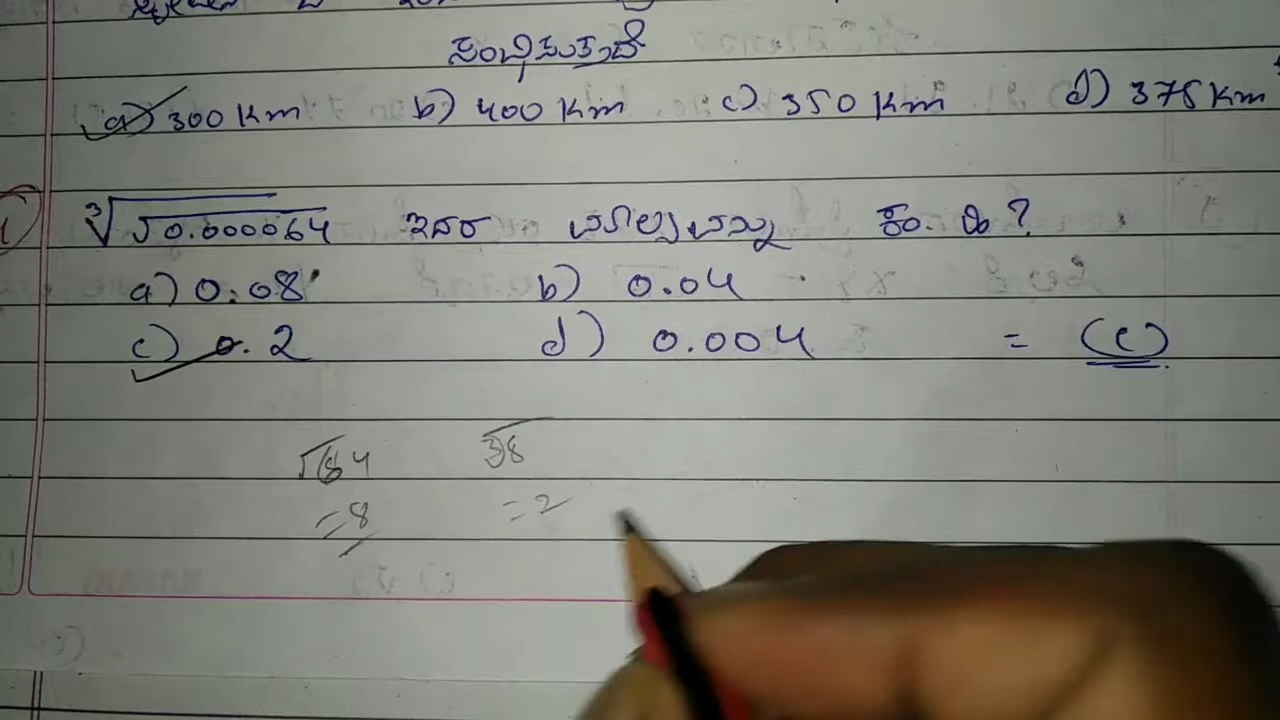 ಸಂಧಿಸುತ್ತಾವೆ
a) 300 Km b) 400 Km c) 350 Km d) 375 Km
∛√0.000064 ಇದರ ಮೌಲ್ಯವನ್ನು ಕಂ. ಹಿ ?
a) 0.08 b) 0.04
c) 0.2 d) 0.004 = (c)
√64 ∛8
=8 =2